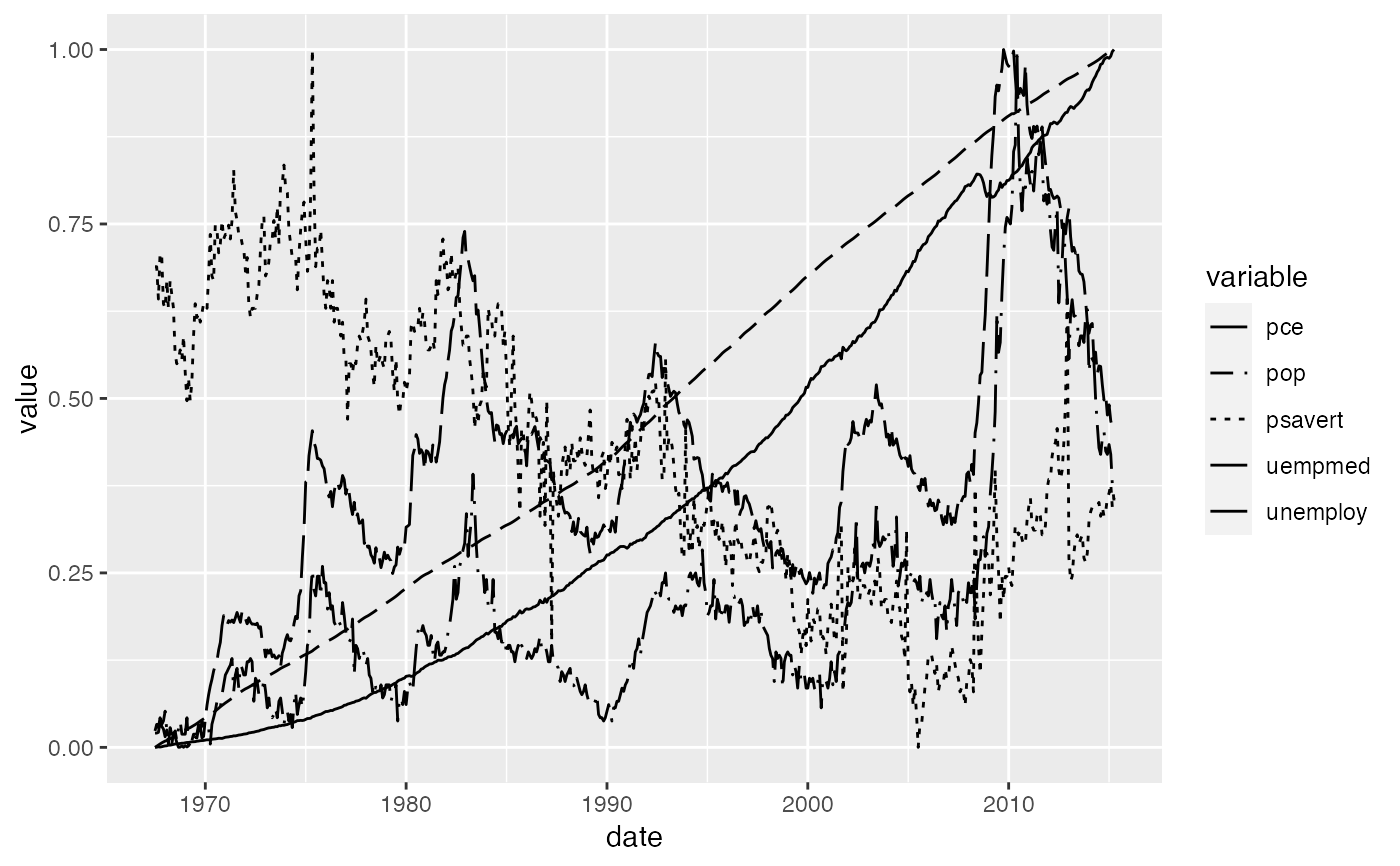 1.00
0.75
0.50
0.25
0.00
value
1970 1980 1990 2000 2010
date
variable
pce
pop
psavert
uempmed
unemploy